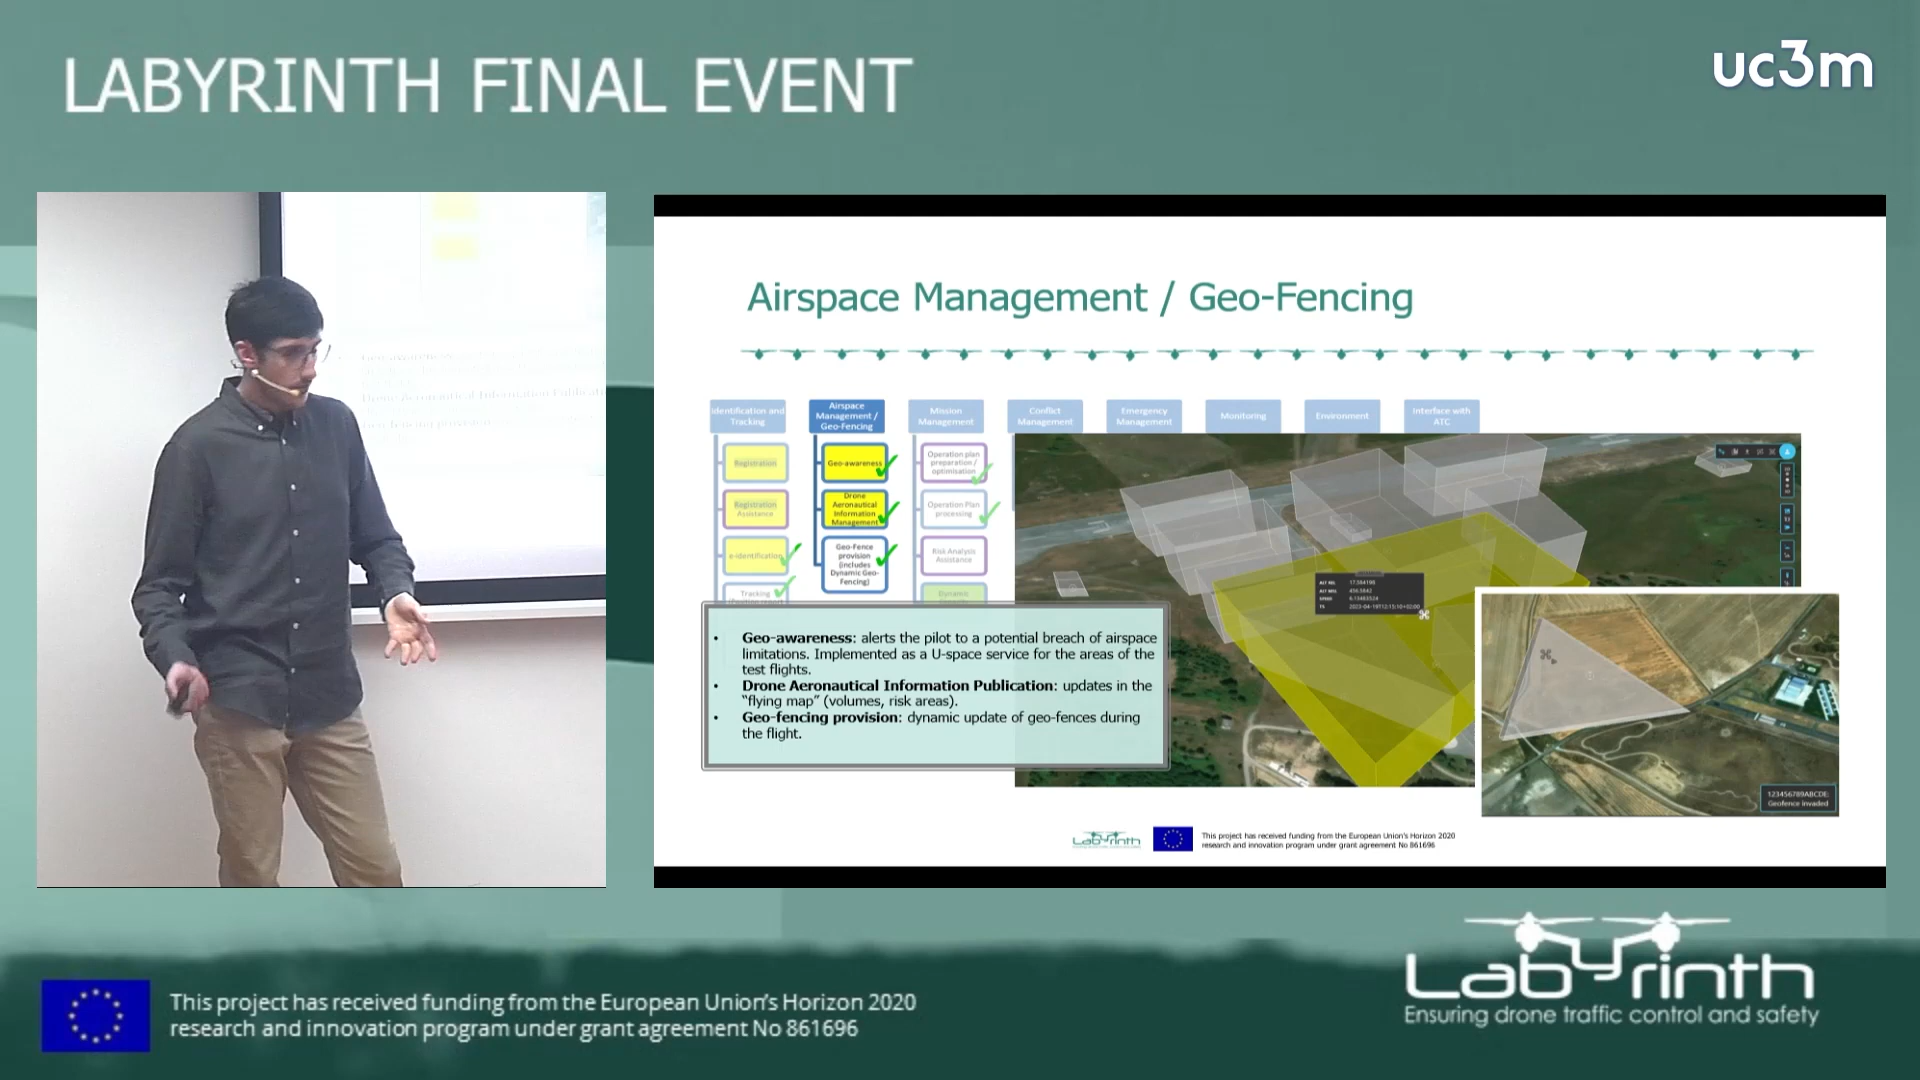 LABYRINTH FINAL EVENT
uc3m
Airspace Management / Geo-Fencing
Identification and
Tracking
Airspace
Management /
Geo-Fencing
Mission
Management
Conflict
Management
Emergency
Management
Monitoring
Environment
Interface with
ATC
Registration
Registration
Assistance
e-identification
Tracking
Geo-awareness
Drone
Aeronautical
Information
Management
Geo-Fence
provision
(includes
Dynamic Geo-
Fencing)
Operation plan
preparation /
optimisation
Operation Plan
processing
Risk Analysis
Assistance
Dynamic
• Geo-awareness: alerts the pilot to a potential breach of airspace
limitations. Implemented as a U-space service for the areas of the
test flights.
• Drone Aeronautical Information Publication: updates in the
“flying map” (volumes, risk areas).
• Geo-fencing provision: dynamic update of geo-fences during
the flight.
123456789ABCDE:
Geofence invaded
Labyrinth
This project has received funding from the European Union's Horizon 2020
research and innovation program under grant agreement No 861696
Labyrinth
Ensuring drone traffic control and safety
This project has received funding from the European Union's Horizon 2020
research and innovation program under grant agreement No 861696